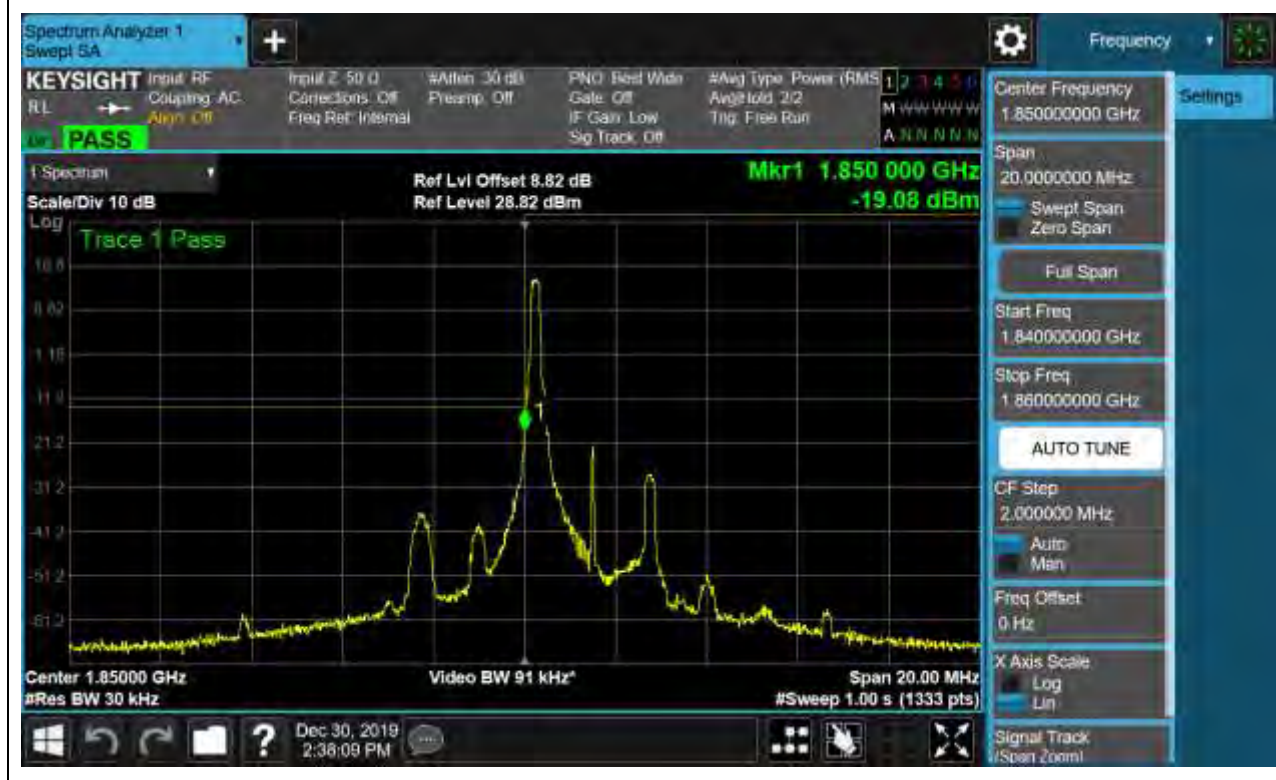 Spectrum Analyzer 1
Swept SA
Frequency
KEYSIGHT
RL
PASS
Input: RF
Coupling: AC
Align: Off
Input Z: 50 Ω
Corrections: Off
Freq Ref: Internal
#Atten: 30 dB
Preamp: Off
PNO: Best Wide
Gate: Off
IF Gain: Low
Sig Track: Off
#Avg Type: Power (RMS
Avg|Hold: 2/2
Trig: Free Run
1 2 3 4 5 6
M W W W W W
A N N N N N
1 Spectrum
Scale/Div 10 dB
Ref Lvl Offset 8.82 dB
Ref Level 28.82 dBm
Mkr1 1.850 000 GHz
-19.08 dBm
Log
Trace 1 Pass
18.8
8.82
-1.18
-11.2
-21.2
-31.2
-41.2
-51.2
-61.2
Center 1.85000 GHz
#Res BW 30 kHz
Video BW 91 kHz*
Span 20.00 MHz
#Sweep 1.00 s (1333 pts)
Center Frequency
1.850000000 GHz
Settings
Span
20.0000000 MHz
Swept Span
Zero Span
Full Span
Start Freq
1.840000000 GHz
Stop Freq
1.860000000 GHz
AUTO TUNE
CF Step
2.000000 MHz
Auto
Man
Freq Offset
0 Hz
X Axis Scale
Log
Lin
Signal Track
(Span Zoom)
Dec 30, 2019
2:38:09 PM